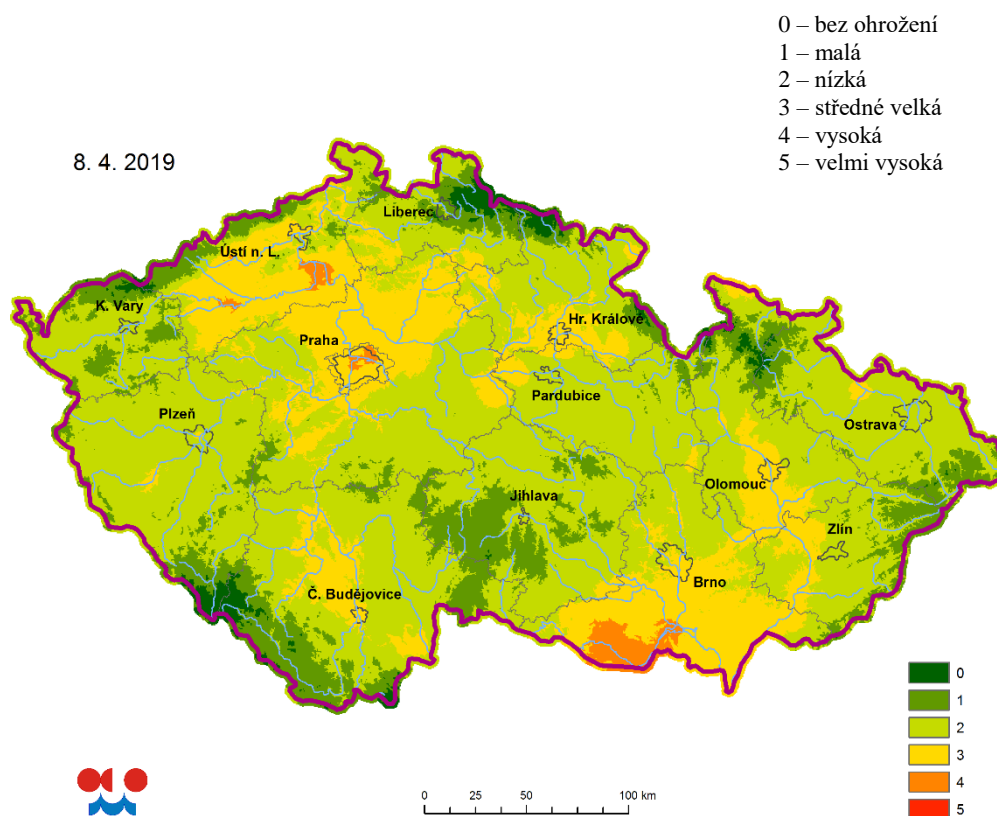 0 – bez ohrožení
1 – malá
2 – nízká
3 – středné velká
4 – vysoká
5 – velmi vysoká
8. 4. 2019
Liberec
Ústí n. L.
K. Vary
Hr. Králové
Praha
Pardubice
Plzeň
Ostrava
Olomouc
Jihlava
Zlín
Brno
Č. Budějovice
0
1
2
3
4
5
0 25 50 100 km